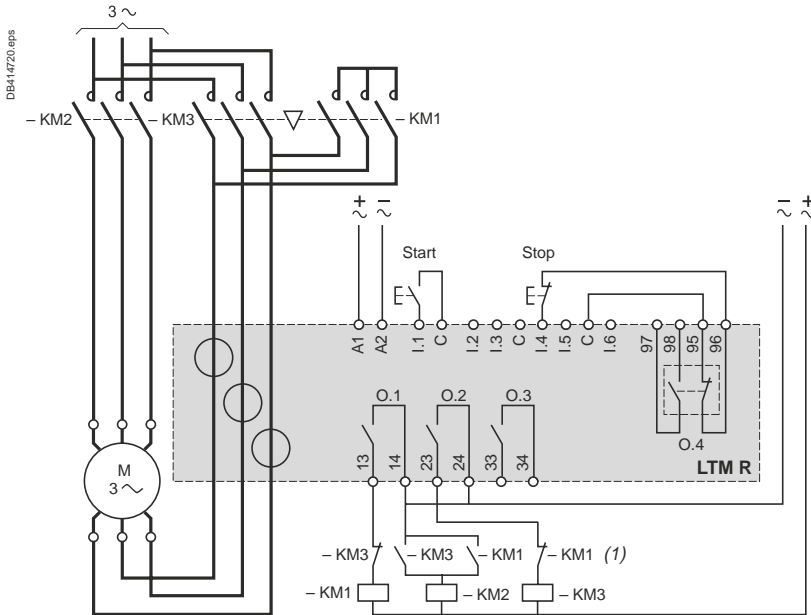 3 ~
DB414720.eps
– KM2
– KM3
– KM1
+ ~
– ~
– ~
+ ~
Start
Stop
A1 A2 I.1 C I.2 I.3 C I.4 I.5 C I.6 97 98 95 96
O.1 O.2 O.3
O.4
M
3 ~
13 14 23 24 33 34
LTM R
– KM3 – KM3 – KM1 – KM1 (1)
– KM1 – KM2 – KM3